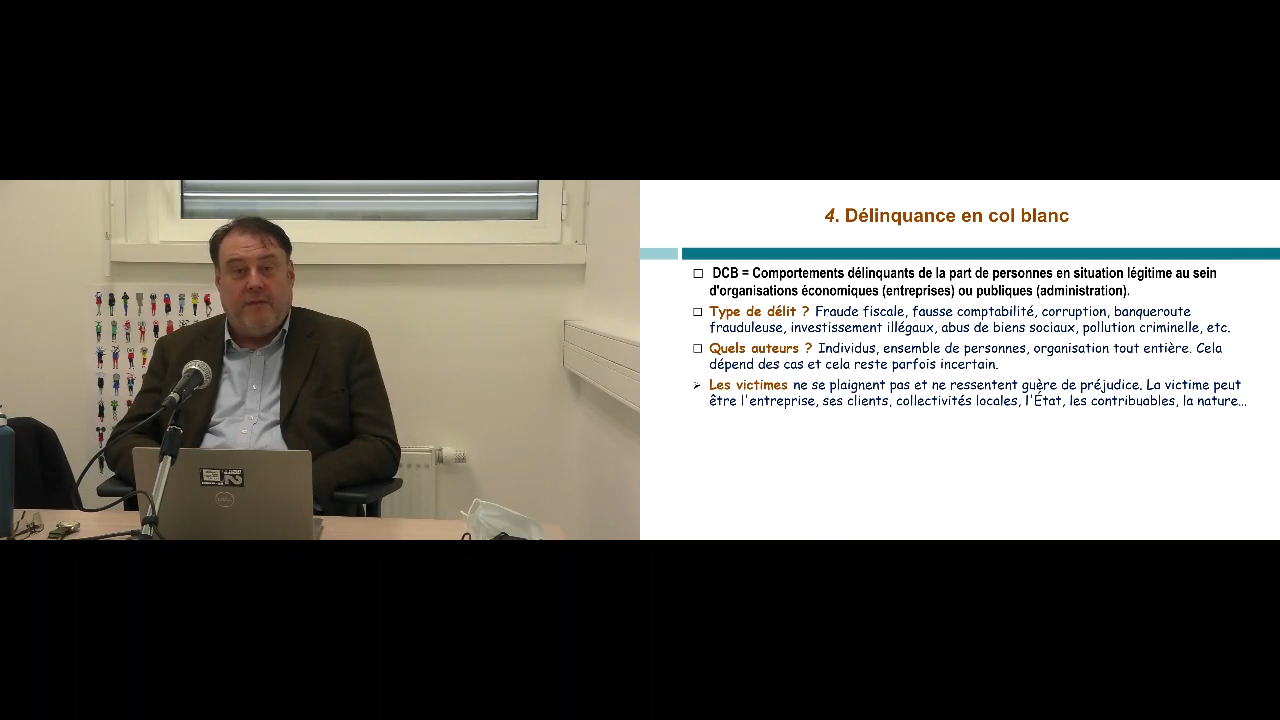 4. Délinquance en col blanc
DCB = Comportements délinquants de la part de personnes en situation légitime au sein
d'organisations économiques (entreprises) ou publiques (administration).
Type de délit ? Fraude fiscale, fausse comptabilité, corruption, banqueroute
frauduleuse, investissement illégaux, abus de biens sociaux, pollution criminelle, etc.
Quels auteurs ? Individus, ensemble de personnes, organisation tout entière. Cela
dépend des cas et cela reste parfois incertain.
Les victimes ne se plaignent pas et ne ressentent guère de préjudice. La victime peut
être l'entreprise, ses clients, collectivités locales, l'État, les contribuables, la nature…
DELL